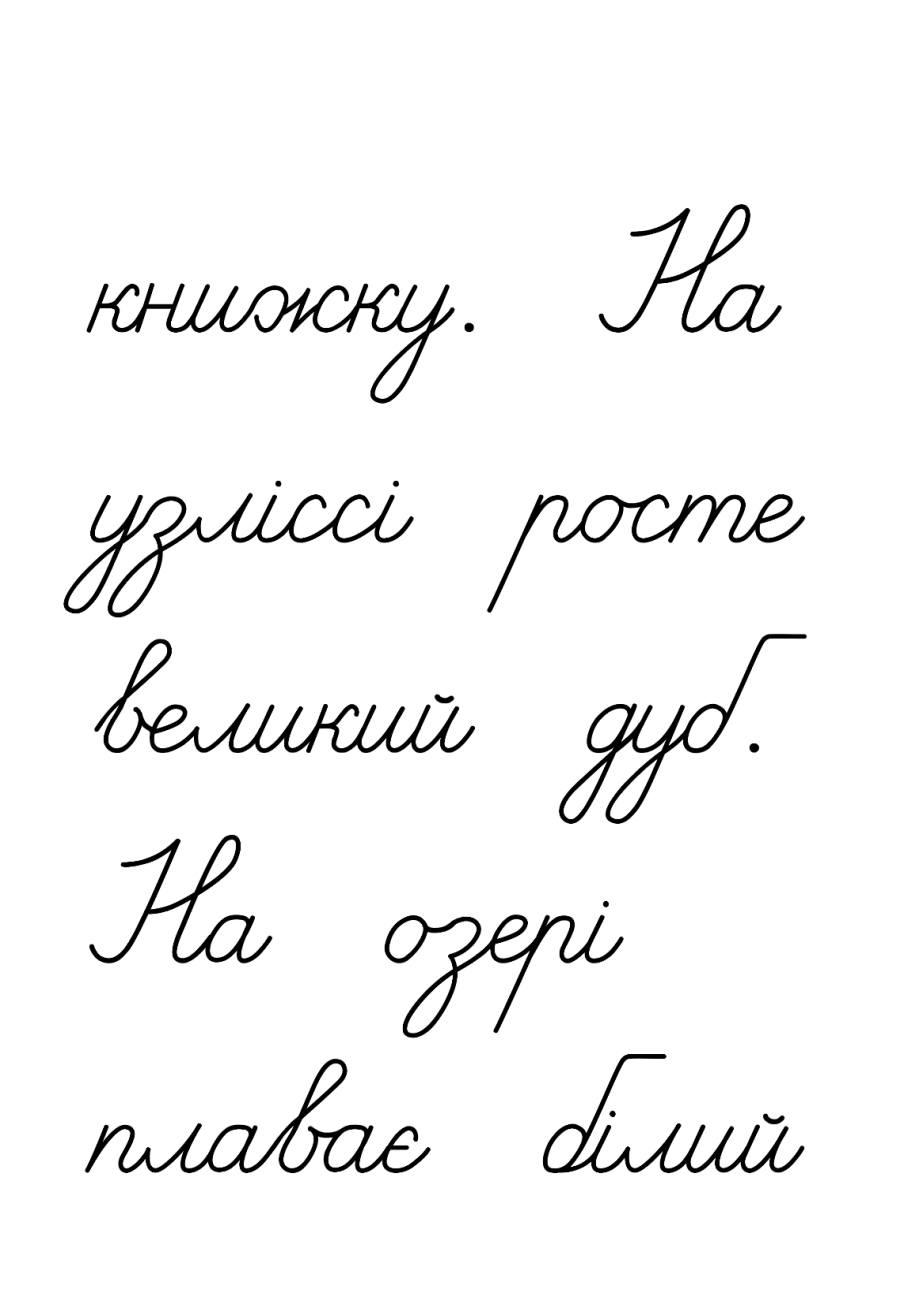 книжку. На
узліссі росте
великий дуб.
На озері
плаває білий